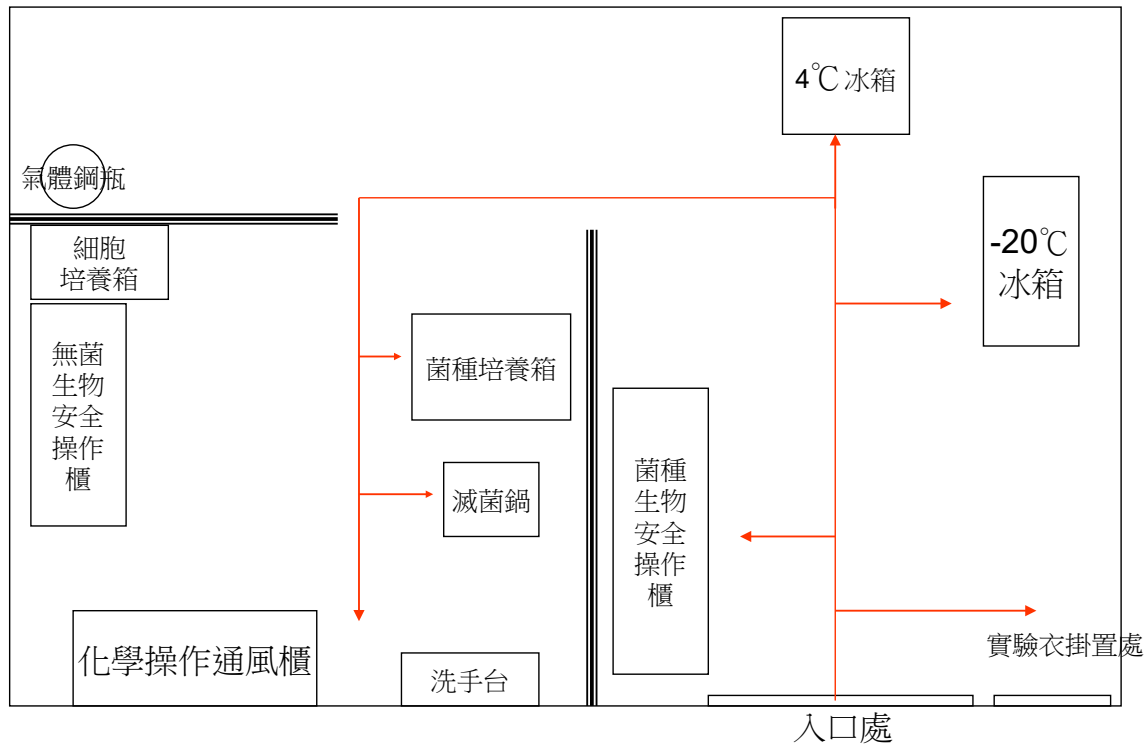 4℃ 冰箱
氣體鋼瓶
-20℃
冰箱
細胞
培養箱
無菌
生物
安全
操作
櫃
菌種培養箱
滅菌鍋
菌種
生物
安全
操作
櫃
化學操作通風櫃
洗手台
實驗衣掛置處
入口處